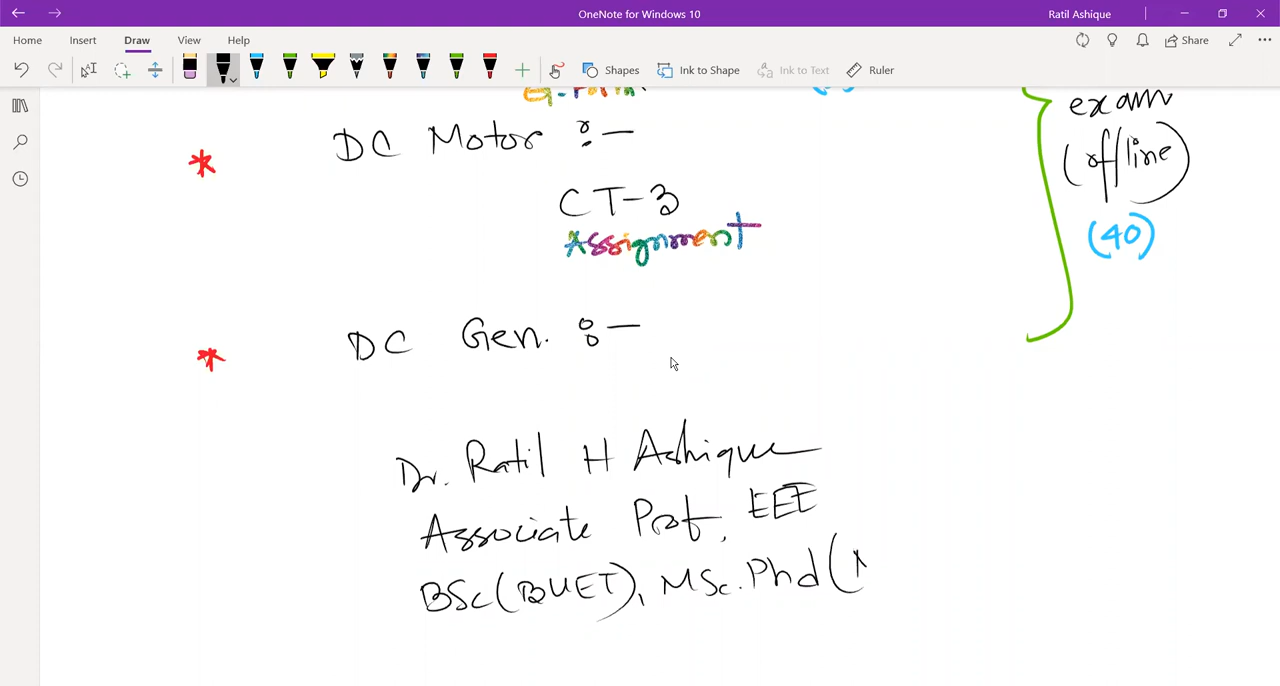 OneNote for Windows 10
Ratil Ashique
Home Insert Draw View Help
Share
Shapes Ink to Shape Ink to Text Ruler
exam
(offline)
(40)
DC Motor :—
CT-3
Assignment
DC Gen. :—
Dr. Ratil H Ashique
Associate Prof, EEE
BSc(BUET), MSc.Phd(